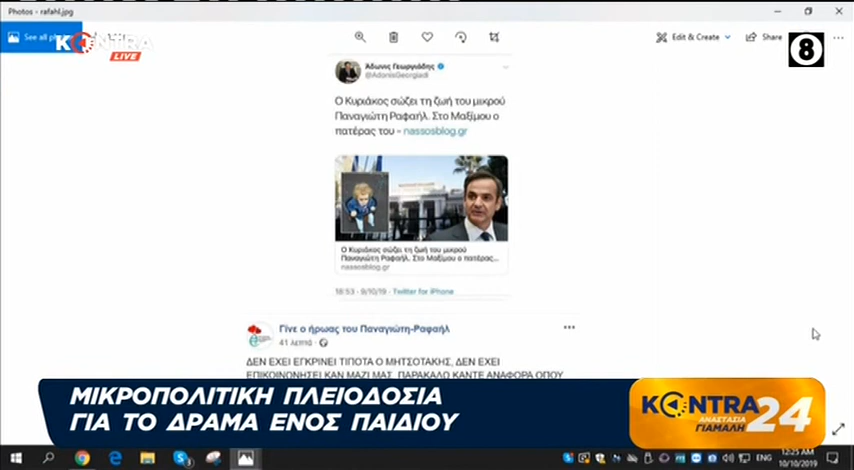 Photos - rafahl.jpg
See all
KONTRA
LIVE
Edit & Create
Share
8
Άδωνις Γεωργιάδης
@AdonisGeorgiadi
Ο Κυριάκος σώζει τη ζωή του μικρού
Παναγιώτη Ραφαήλ. Στο Μαξίμου ο
πατέρας του - nassosblog.gr
Ο Κυριάκος σώζει τη ζωή του μικρού
Παναγιώτη Ραφαήλ. Στο Μαξίμου ο πατέρας...
nassosblog.gr
18:53 · 9/10/19 · Twitter for iPhone
Γίνε ο ήρωας του Παναγιώτη-Ραφαήλ
41 λεπτά
ΔΕΝ ΕΧΕΙ ΕΓΚΡΙΝΕΙ ΤΙΠΟΤΑ Ο ΜΗΤΣΟΤΑΚΗΣ, ΔΕΝ ΕΧΕΙ
ΕΠΙΚΟΙΝΩΝΗΣΕΙ ΚΑΝ ΜΑΖΙ ΜΑΣ. ΠΑΡΑΚΑΛΩ ΚΑΝΤΕ ΑΝΑΦΟΡΑ ΟΠΟΥ
ΜΙΚΡΟΠΟΛΙΤΙΚΗ ΠΛΕΙΟΔΟΣΙΑ
ΓΙΑ ΤΟ ΔΡΑΜΑ ΕΝΟΣ ΠΑΙΔΙΟΥ
KONTRA 24
ΑΝΑΣΤΑΣΙΑ
ΓΙΑΜΑΛΗ
ENG
12:25 AM
10/10/2019